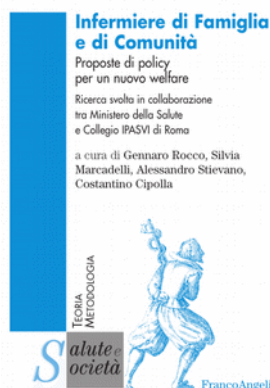 Infermiere di Famiglia
e di Comunità
Proposte di policy
per un nuovo welfare
Ricerca svolta in collaborazione
tra Ministero della Salute
e Collegio IPASVI di Roma
a cura di Gennaro Rocco, Silvia
Marcadelli, Alessandro Stievano,
Costantino Cipolla
TEORIA
METODOLOGIA
Salute e
Società
FrancoAngeli